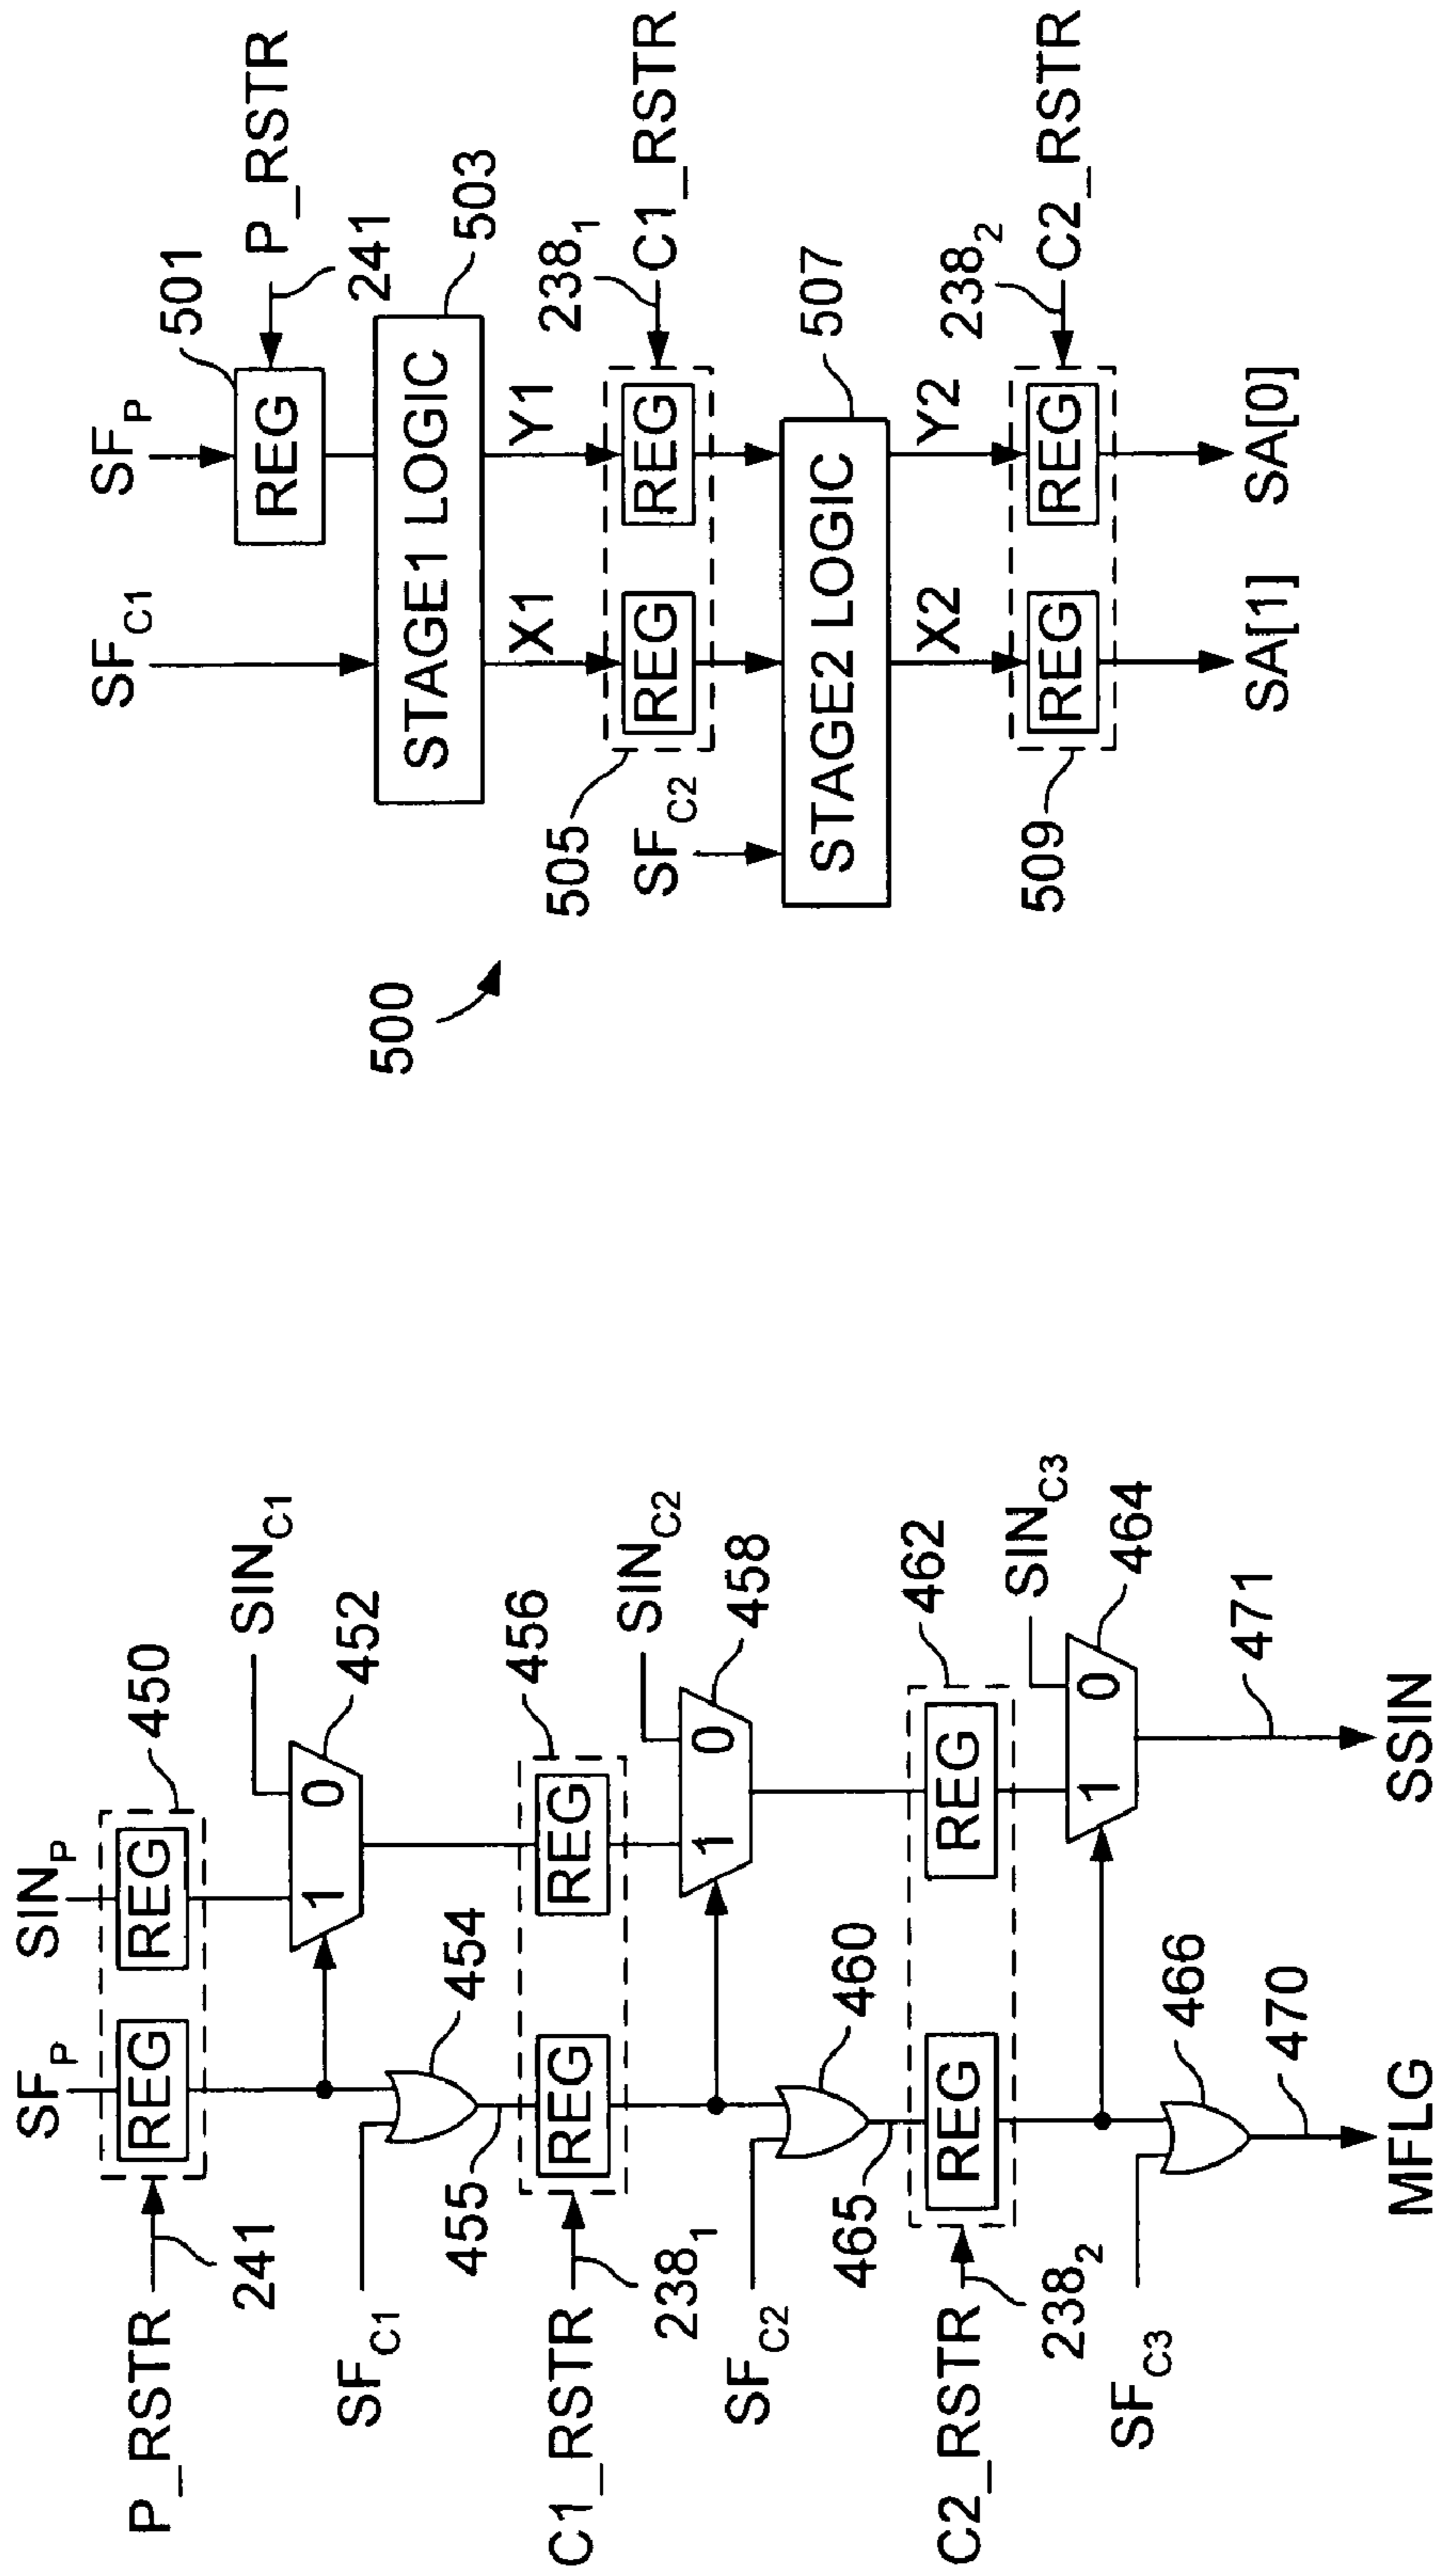 SF_P
SIN_P
P_RSTR
241
REG
REG
450
SIN_C1
1
0
452
SF_C1
454
455
C1_RSTR
238_1
REG
REG
456
SIN_C2
1
0
458
SF_C2
460
465
C2_RSTR
238_2
REG
REG
462
SIN_C3
1
0
464
SF_C3
466
470
471
MFLG
SSIN
500
SF_C1
SF_P
501
REG
P_RSTR
241
STAGE1 LOGIC
503
X1
Y1
505
REG
REG
238_1
C1_RSTR
SF_C2
STAGE2 LOGIC
507
X2
Y2
509
REG
REG
238_2
C2_RSTR
SA[1]
SA[0]